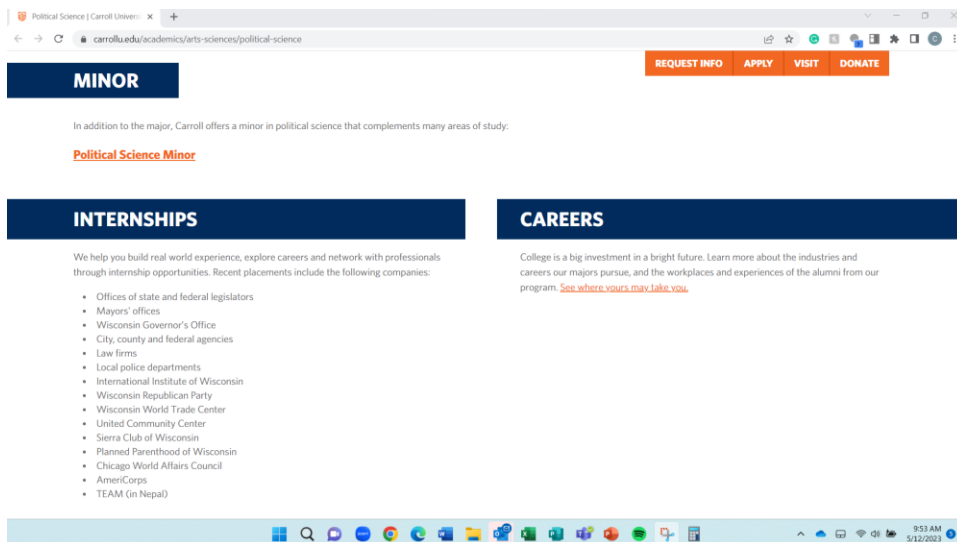 Political Science | Carroll Univers
carrollu.edu/academics/arts-sciences/political-science
REQUEST INFO APPLY VISIT DONATE
MINOR
In addition to the major, Carroll offers a minor in political science that complements many areas of study:
Political Science Minor
INTERNSHIPS
We help you build real world experience, explore careers and network with professionals
through internship opportunities. Recent placements include the following companies:
• Offices of state and federal legislators
• Mayors' offices
• Wisconsin Governor's Office
• City, county and federal agencies
• Law firms
• Local police departments
• International Institute of Wisconsin
• Wisconsin Republican Party
• Wisconsin World Trade Center
• United Community Center
• Sierra Club of Wisconsin
• Planned Parenthood of Wisconsin
• Chicago World Affairs Council
• AmeriCorps
• TEAM (in Nepal)
CAREERS
College is a big investment in a bright future. Learn more about the industries and
careers our majors pursue, and the workplaces and experiences of the alumni from our
program. See where yours may take you.
9:53 AM
5/12/2023